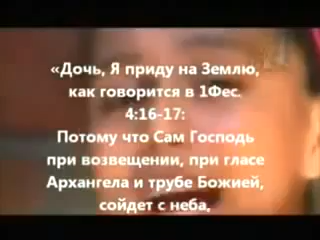 «Дочь, Я приду на Землю,
как говорится в 1Фес.
4:16-17:
Потому что Сам Господь
при возвещении, при гласе
Архангела и трубе Божией,
сойдет с неба,